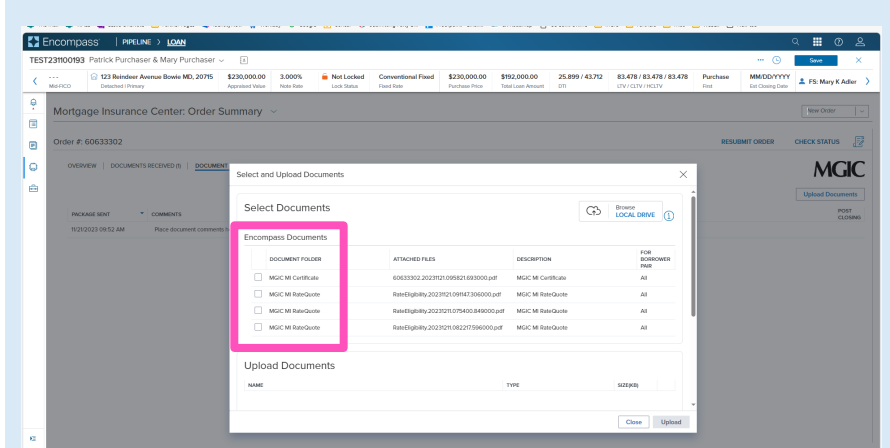 Encompass PIPELINE > LOAN
TEST231100193 Patrick Purchaser & Mary Purchaser
Save
--- 123 Reindeer Avenue Bowie MD, 20715 $230,000.00 3.000% Not Locked Conventional Fixed $230,000.00 $192,000.00 25.899 / 43.712 83.478 / 83.478 / 83.478 Purchase MM/DD/YYYY FS: Mary K Adler
Mid-FICO Detached | Primary Appraised Value Note Rate Lock Status Fixed Rate Purchase Price Total Loan Amount DTI LTV / CLTV / HCLTV First Est Closing Date
Mortgage Insurance Center: Order Summary
New Order
Order #: 60633302
RESUBMIT ORDER CHECK STATUS
OVERVIEW | DOCUMENTS RECEIVED (1) | DOCUMENT
MGIC
Upload Documents
PACKAGE SENT COMMENTS POST CLOSING
11/21/2023 09:52 AM Place document comments
Select and Upload Documents
Select Documents
Browse
LOCAL DRIVE
Encompass Documents
DOCUMENT FOLDER ATTACHED FILES DESCRIPTION FOR BORROWER PAIR
MGIC MI Certificate 60633302.20231121.095821.693000.pdf MGIC MI Certificate All
MGIC MI RateQuote RateEligibility.20231121.091147.306000.pdf MGIC MI RateQuote All
MGIC MI RateQuote RateEligibility.20231211.075400.849000.pdf MGIC MI RateQuote All
MGIC MI RateQuote RateEligibility.20231211.082217.596000.pdf MGIC MI RateQuote All
Upload Documents
NAME TYPE SIZE(KB)
Close Upload